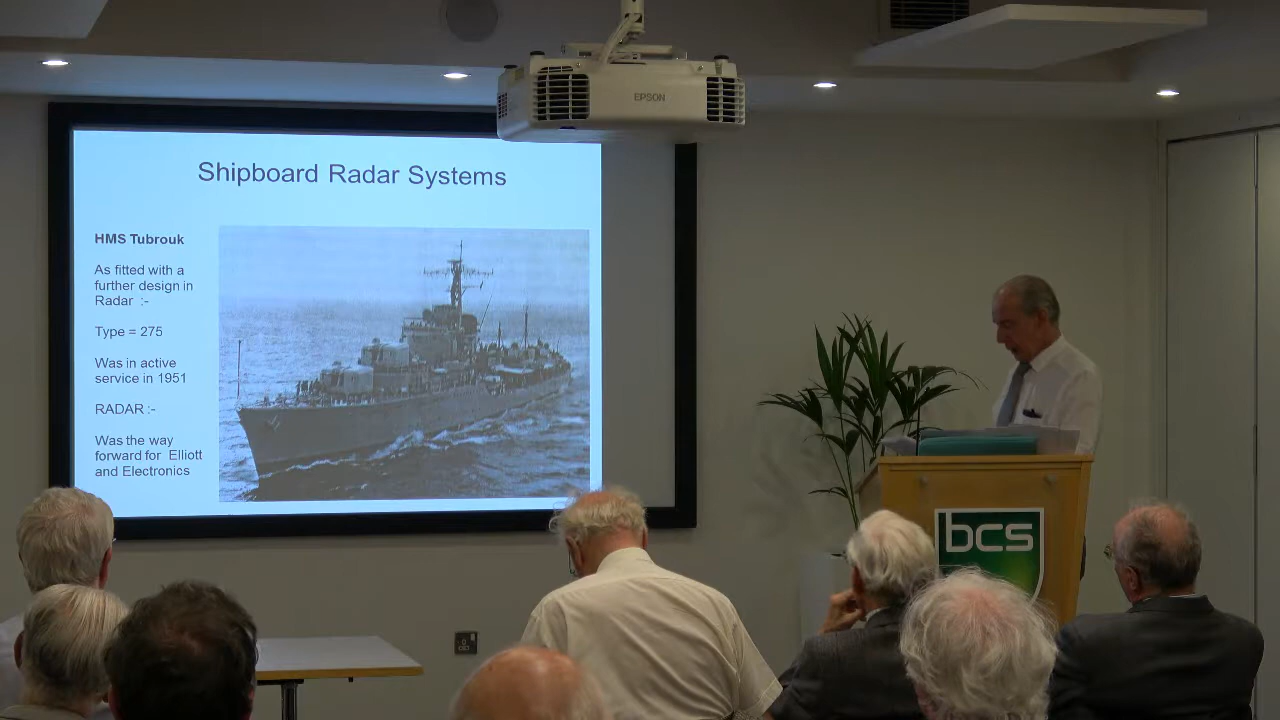 EPSON
Shipboard Radar Systems
HMS Tubrouk
As fitted with a
further design in
Radar :-
Type = 275
Was in active
service in 1951
RADAR :-
Was the way
forward for Elliott
and Electronics
bcs